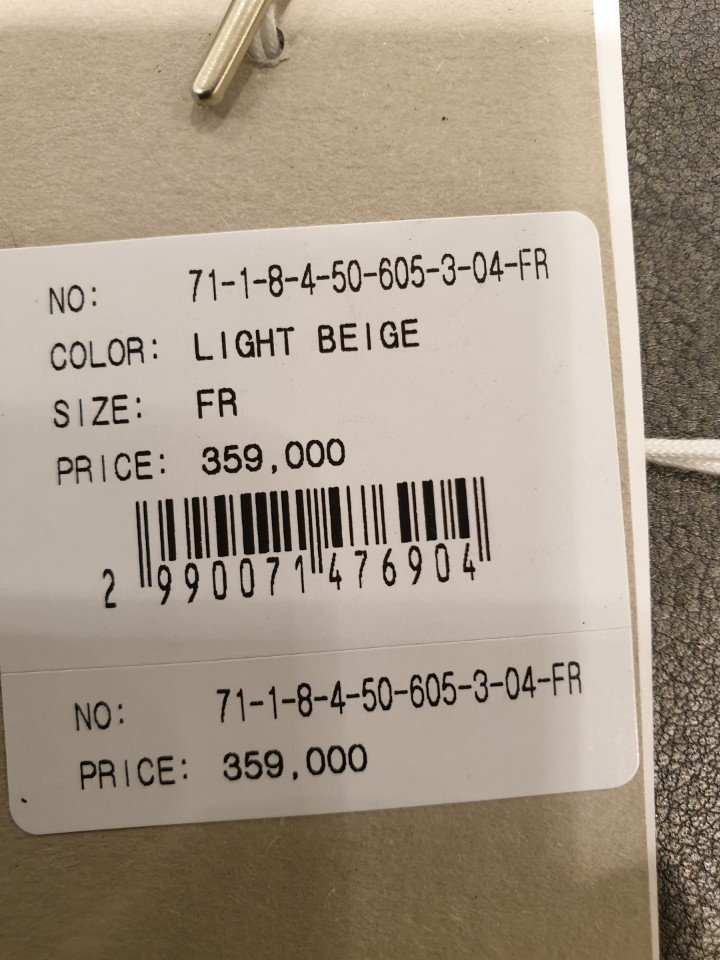 NO: 71-1-8-4-50-605-3-04-FR
COLOR: LIGHT BEIGE
SIZE: FR
PRICE: 359,000
2 990071 476904
NO: 71-1-8-4-50-605-3-04-FR
PRICE: 359,000